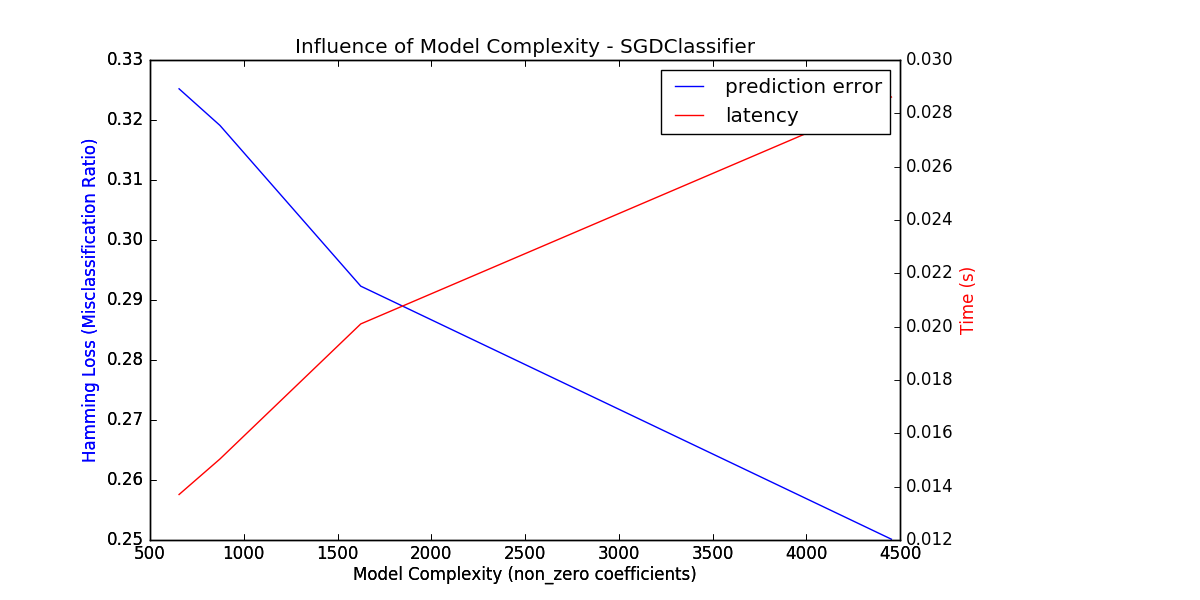 Influence of Model Complexity - SGDClassifier
prediction error
latency
Hamming Loss (Misclassification Ratio)
0.33
0.32
0.31
0.30
0.29
0.28
0.27
0.26
0.25
0.030
0.028
0.026
0.024
0.022
0.020
0.018
0.016
0.014
0.012
Time (s)
500 1000 1500 2000 2500 3000 3500 4000 4500
Model Complexity (non_zero coefficients)